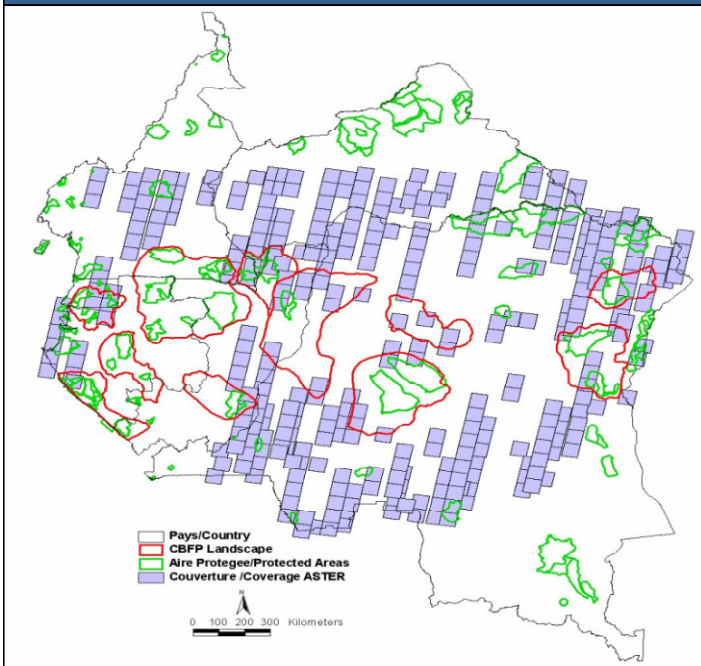 Pays/Country
CBFP Landscape
Aire Protegee/Protected Areas
Couverture /Coverage ASTER
N
0 100 200 300 Kilometers